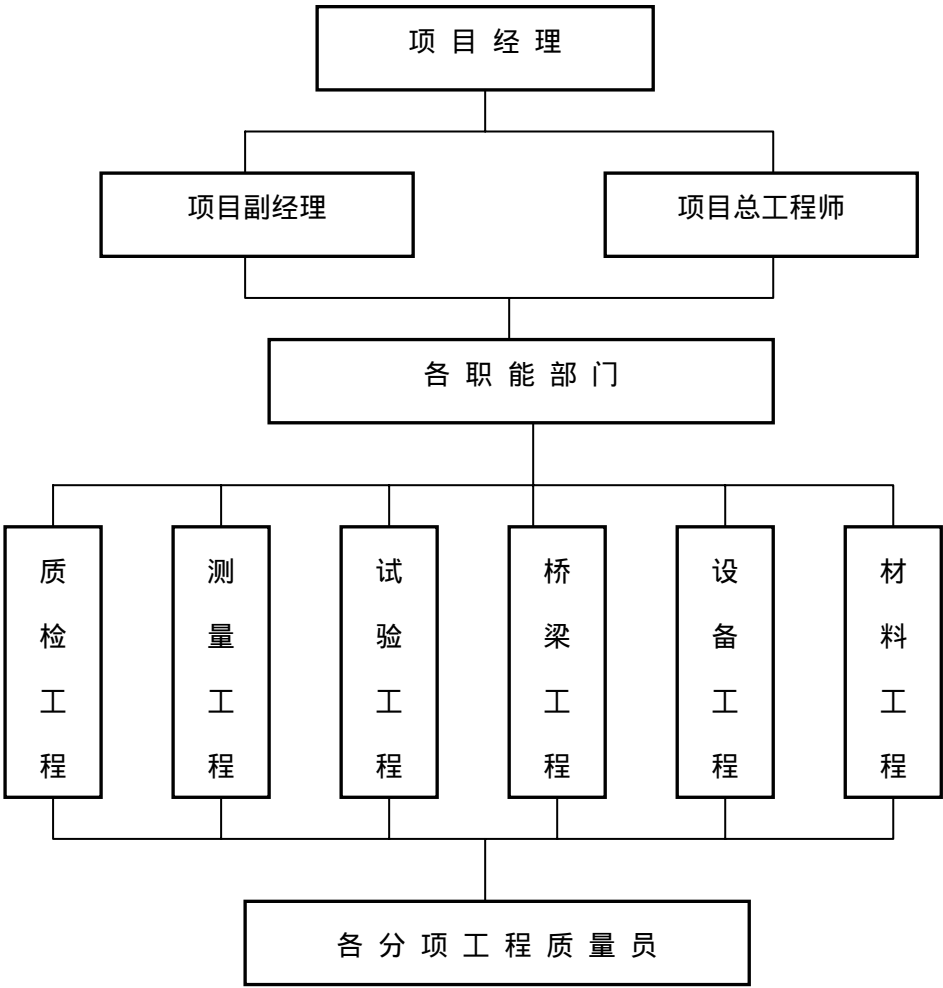 项目经理
项目副经理
项目总工程师
各职能部门
质检工程
测量工程
试验工程
桥梁工程
设备工程
材料工程
各分项工程质量员